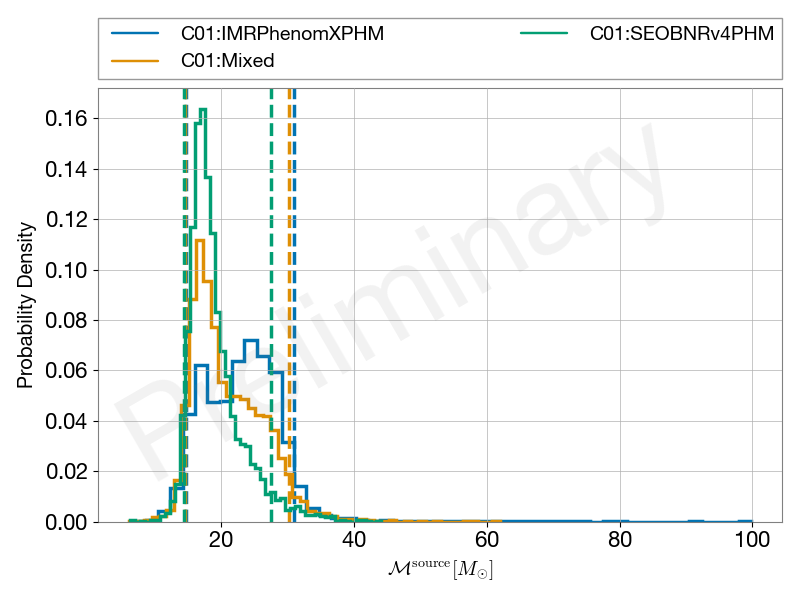 C01:IMRPhenomXPHM
C01:Mixed
C01:SEOBNRv4PHM
Preliminary
Probability Density
0.16
0.14
0.12
0.10
0.08
0.06
0.04
0.02
0.00
20 40 60 80 100
ℳ^source [M_⊙]